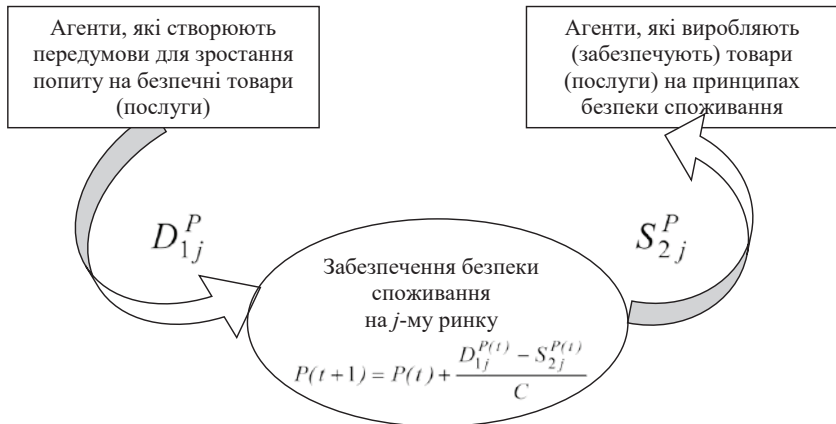 Агенти, які створюють
передумови для зростання
попиту на безпечні товари
(послуги)
Агенти, які виробляють
(забезпечують) товари
(послуги) на принципах
безпеки споживання
D_{1j}^{P}
S_{2j}^{P}
Забезпечення безпеки
споживання
на j-му ринку
P(t+1) = P(t) + \frac{D_{1j}^{P(t)} - S_{2j}^{P(t)}}{C}